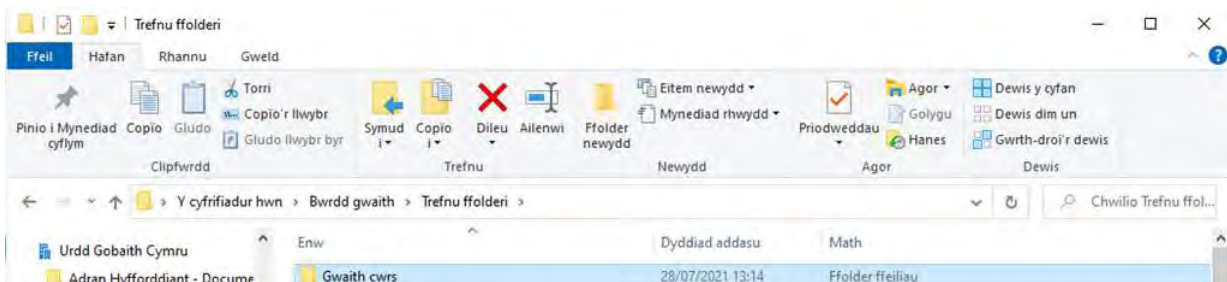 Trefnu ffolderi
Ffeil Hafan Rhannu Gweld
Pinio i Mynediad cyflym
Copïo
Gludo
Torri
Copïo'r llwybr
Gludo llwybr byr
Clipfwrdd
Symud i
Copïo i
Dileu
Ailenwi
Trefnu
Ffolder newydd
Eitem newydd
Mynediad rhwydd
Newydd
Priodweddau
Agor
Golygu
Hanes
Agor
Dewis y cyfan
Dewis dim un
Gwrth-droi'r dewis
Dewis
Y cyfrifiadur hwn > Bwrdd gwaith > Trefnu ffolderi >
Chwilio Trefnu ffol...
Urdd Gobaith Cymru
Adran Hyfforddiant - Docume
Enw Dyddiad addasu Math
Gwaith cwrs 28/07/2021 13:14 Ffolder ffeiliau